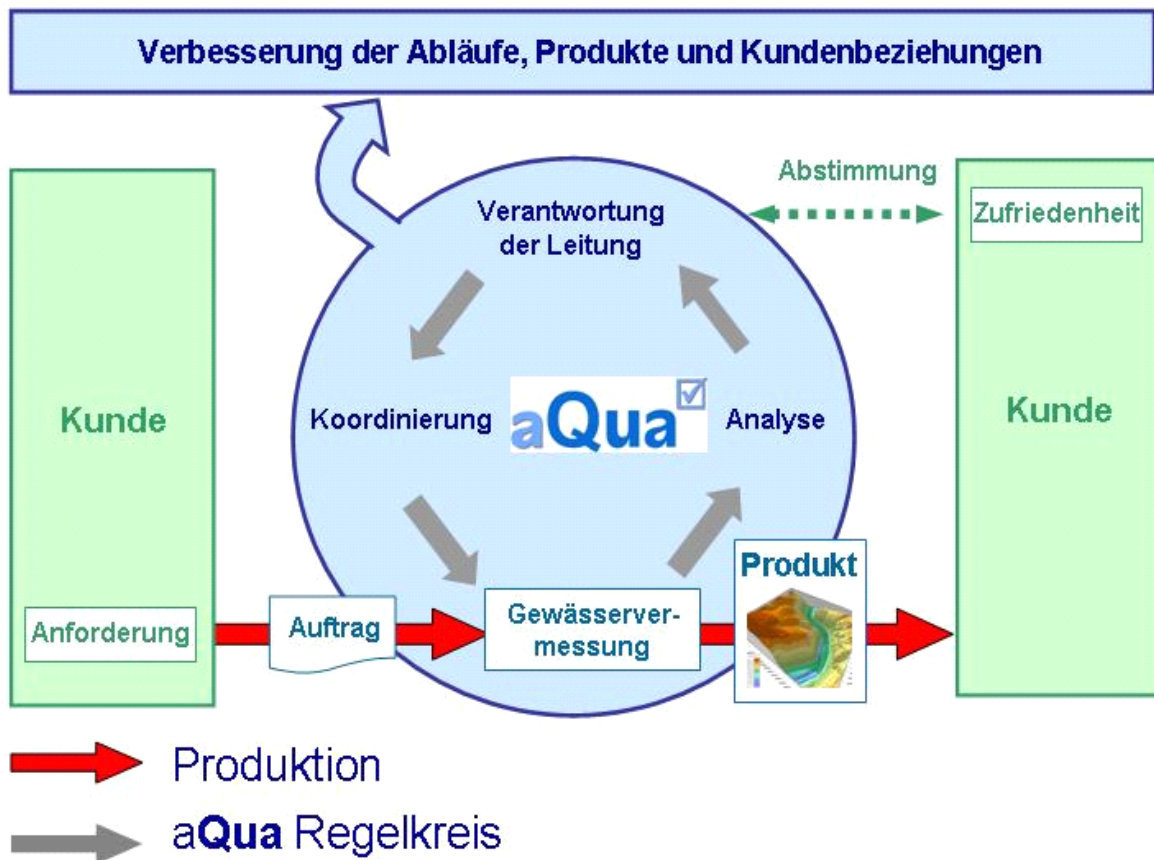 Verbesserung der Abläufe, Produkte und Kundenbeziehungen
Abstimmung
Verantwortung
der Leitung
Zufriedenheit
Kunde
Koordinierung
aQua
Analyse
Kunde
Produkt
Anforderung
Auftrag
Gewässerver-
messung
Produktion
aQua Regelkreis